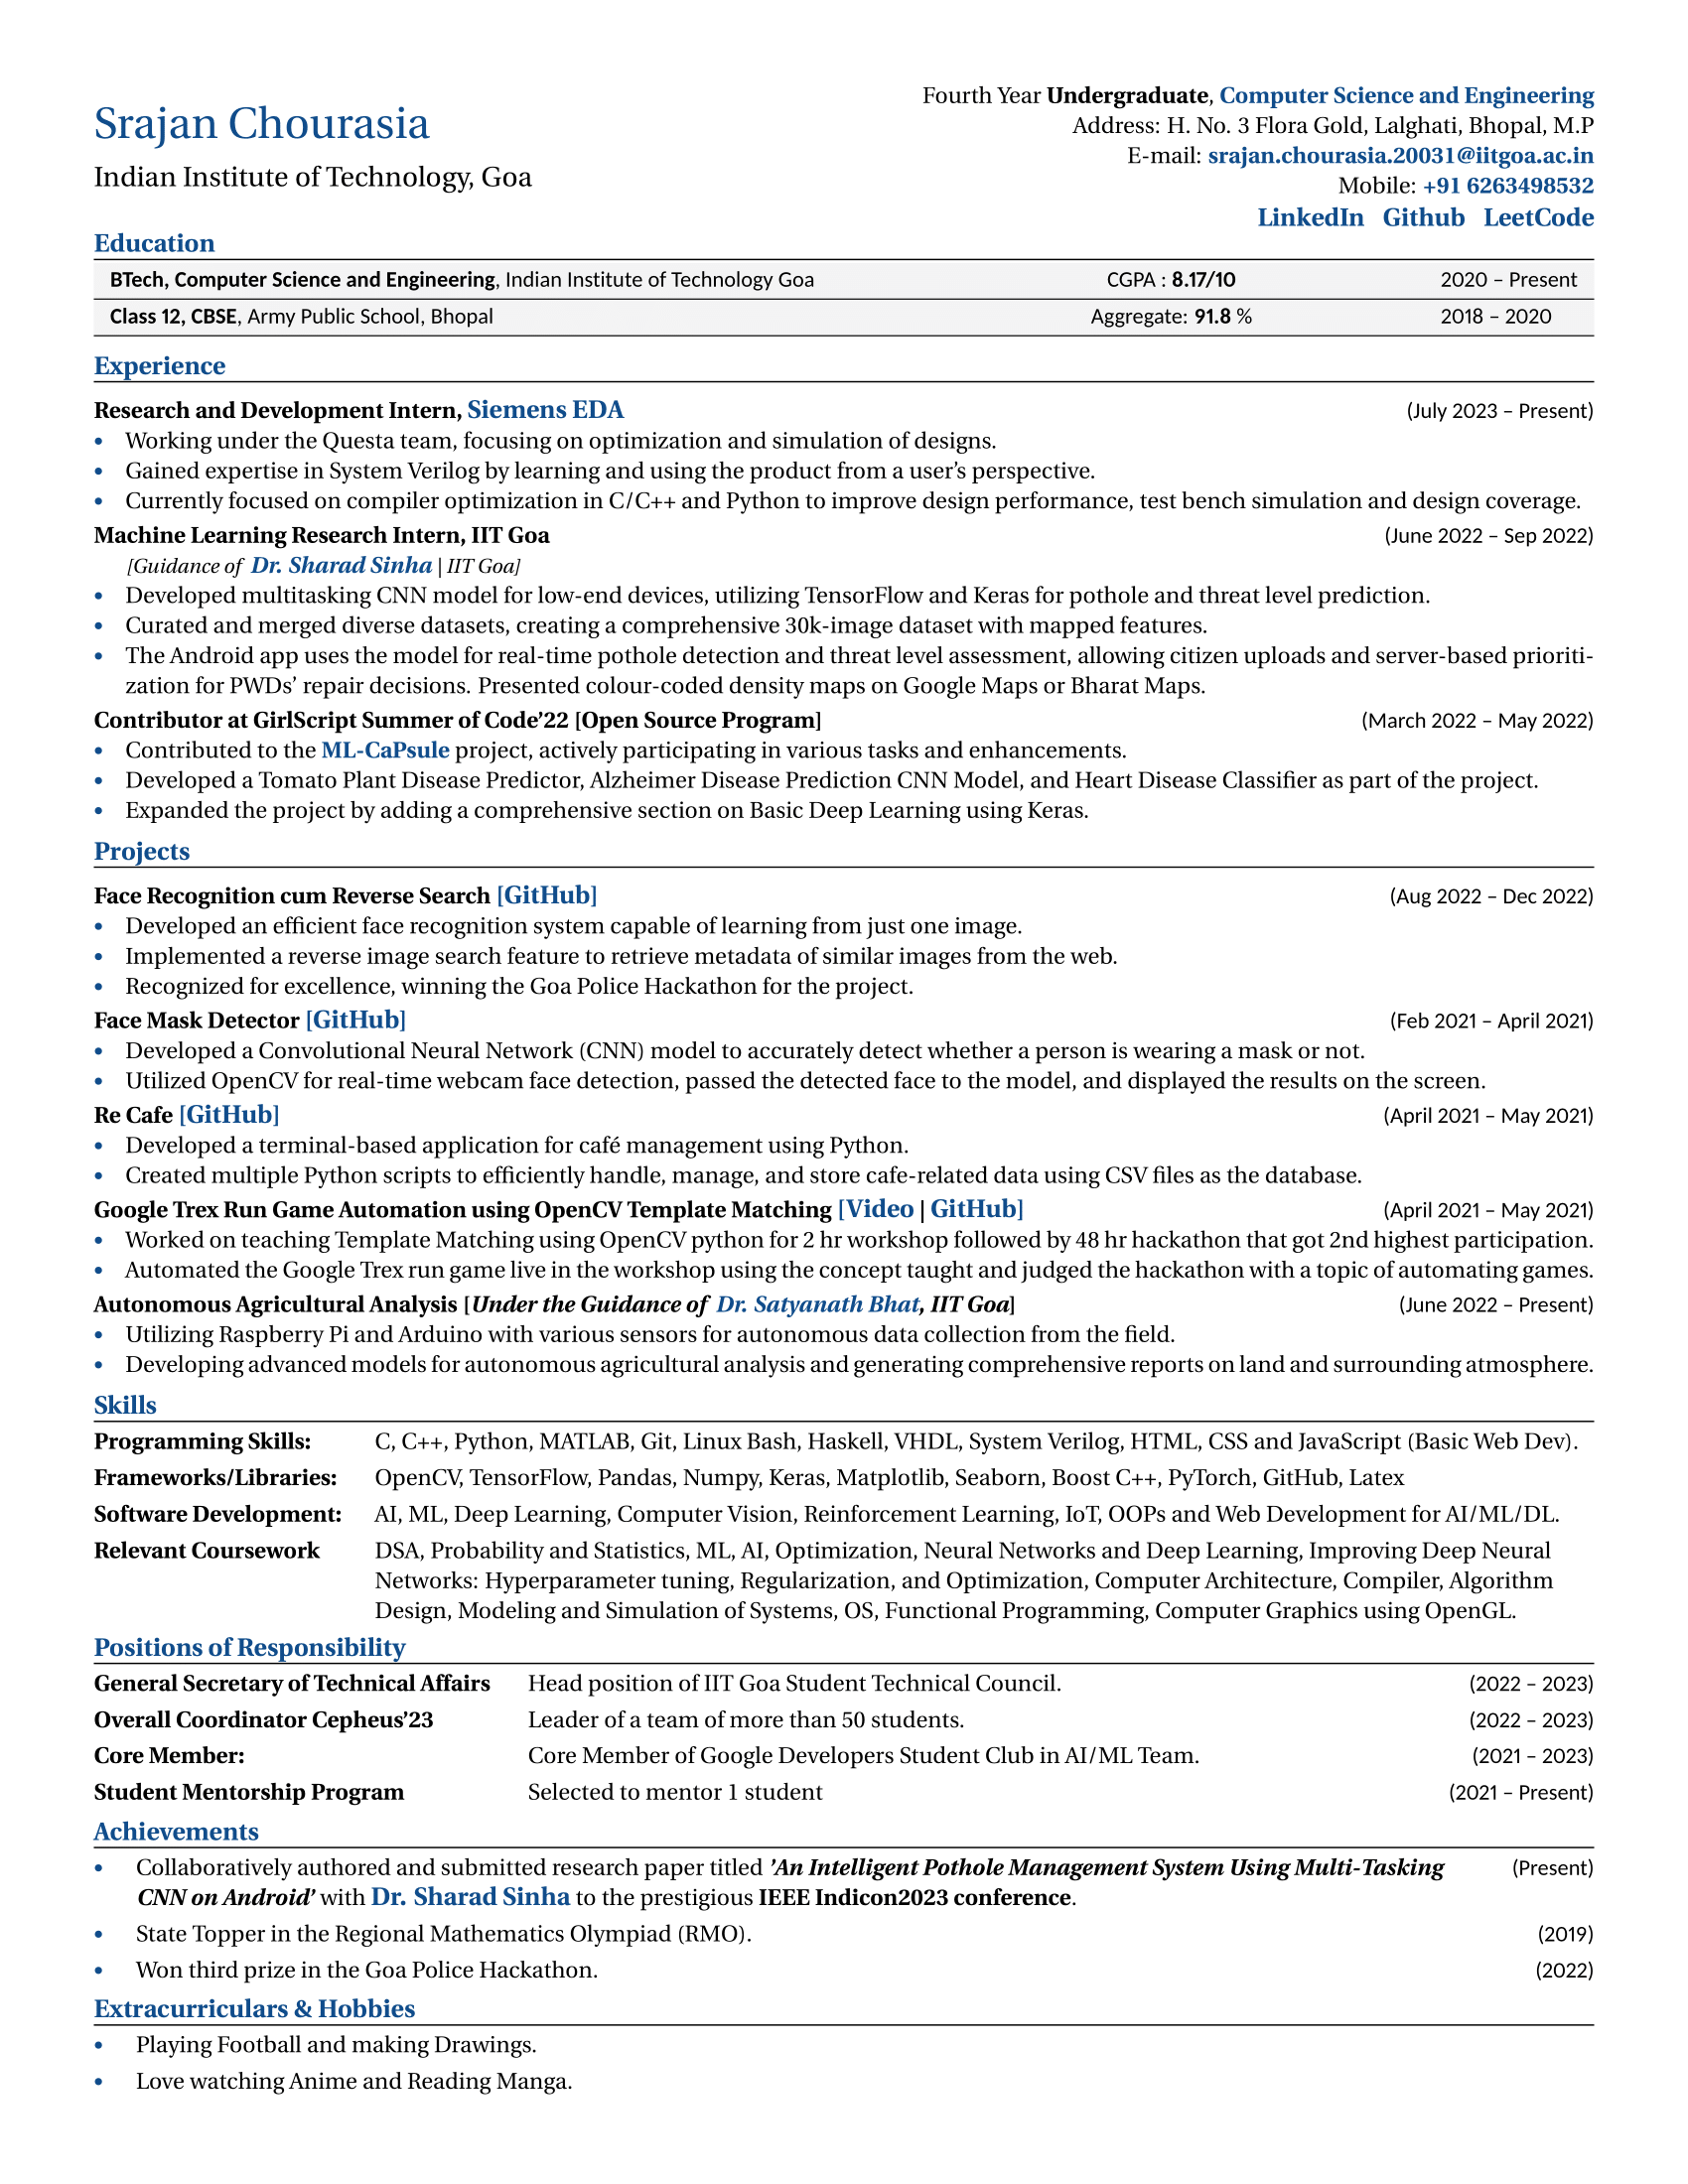 Srajan Chourasia
Indian Institute of Technology, Goa
Fourth Year Undergraduate, Computer Science and Engineering
Address: H. No. 3 Flora Gold, Lalghati, Bhopal, M.P
E-mail: srajan.chourasia.20031@iitgoa.ac.in
Mobile: +91 6263498532
LinkedIn Github LeetCode
Education
BTech, Computer Science and Engineering, Indian Institute of Technology Goa CGPA : 8.17/10 2020 – Present
Class 12, CBSE, Army Public School, Bhopal Aggregate: 91.8 % 2018 – 2020
Experience
Research and Development Intern, Siemens EDA (July 2023 – Present)
• Working under the Questa team, focusing on optimization and simulation of designs.
• Gained expertise in System Verilog by learning and using the product from a user’s perspective.
• Currently focused on compiler optimization in C/C++ and Python to improve design performance, test bench simulation and design coverage.
Machine Learning Research Intern, IIT Goa (June 2022 – Sep 2022)
[Guidance of Dr. Sharad Sinha | IIT Goa]
• Developed multitasking CNN model for low-end devices, utilizing TensorFlow and Keras for pothole and threat level prediction.
• Curated and merged diverse datasets, creating a comprehensive 30k-image dataset with mapped features.
• The Android app uses the model for real-time pothole detection and threat level assessment, allowing citizen uploads and server-based prioriti-
zation for PWDs’ repair decisions. Presented colour-coded density maps on Google Maps or Bharat Maps.
Contributor at GirlScript Summer of Code’22 [Open Source Program] (March 2022 – May 2022)
• Contributed to the ML-CaPsule project, actively participating in various tasks and enhancements.
• Developed a Tomato Plant Disease Predictor, Alzheimer Disease Prediction CNN Model, and Heart Disease Classifier as part of the project.
• Expanded the project by adding a comprehensive section on Basic Deep Learning using Keras.
Projects
Face Recognition cum Reverse Search [GitHub] (Aug 2022 – Dec 2022)
• Developed an efficient face recognition system capable of learning from just one image.
• Implemented a reverse image search feature to retrieve metadata of similar images from the web.
• Recognized for excellence, winning the Goa Police Hackathon for the project.
Face Mask Detector [GitHub] (Feb 2021 – April 2021)
• Developed a Convolutional Neural Network (CNN) model to accurately detect whether a person is wearing a mask or not.
• Utilized OpenCV for real-time webcam face detection, passed the detected face to the model, and displayed the results on the screen.
Re Cafe [GitHub] (April 2021 – May 2021)
• Developed a terminal-based application for café management using Python.
• Created multiple Python scripts to efficiently handle, manage, and store cafe-related data using CSV files as the database.
Google Trex Run Game Automation using OpenCV Template Matching [Video | GitHub] (April 2021 – May 2021)
• Worked on teaching Template Matching using OpenCV python for 2 hr workshop followed by 48 hr hackathon that got 2nd highest participation.
• Automated the Google Trex run game live in the workshop using the concept taught and judged the hackathon with a topic of automating games.
Autonomous Agricultural Analysis [Under the Guidance of Dr. Satyanath Bhat, IIT Goa] (June 2022 – Present)
• Utilizing Raspberry Pi and Arduino with various sensors for autonomous data collection from the field.
• Developing advanced models for autonomous agricultural analysis and generating comprehensive reports on land and surrounding atmosphere.
Skills
Programming Skills: C, C++, Python, MATLAB, Git, Linux Bash, Haskell, VHDL, System Verilog, HTML, CSS and JavaScript (Basic Web Dev).
Frameworks/Libraries: OpenCV, TensorFlow, Pandas, Numpy, Keras, Matplotlib, Seaborn, Boost C++, PyTorch, GitHub, Latex
Software Development: AI, ML, Deep Learning, Computer Vision, Reinforcement Learning, IoT, OOPs and Web Development for AI/ML/DL.
Relevant Coursework DSA, Probability and Statistics, ML, AI, Optimization, Neural Networks and Deep Learning, Improving Deep Neural
Networks: Hyperparameter tuning, Regularization, and Optimization, Computer Architecture, Compiler, Algorithm
Design, Modeling and Simulation of Systems, OS, Functional Programming, Computer Graphics using OpenGL.
Positions of Responsibility
General Secretary of Technical Affairs Head position of IIT Goa Student Technical Council. (2022 – 2023)
Overall Coordinator Cepheus’23 Leader of a team of more than 50 students. (2022 – 2023)
Core Member: Core Member of Google Developers Student Club in AI/ML Team. (2021 – 2023)
Student Mentorship Program Selected to mentor 1 student (2021 – Present)
Achievements
• Collaboratively authored and submitted research paper titled ’An Intelligent Pothole Management System Using Multi-Tasking (Present)
CNN on Android’ with Dr. Sharad Sinha to the prestigious IEEE Indicon2023 conference.
• State Topper in the Regional Mathematics Olympiad (RMO). (2019)
• Won third prize in the Goa Police Hackathon. (2022)
Extracurriculars & Hobbies
• Playing Football and making Drawings.
• Love watching Anime and Reading Manga.